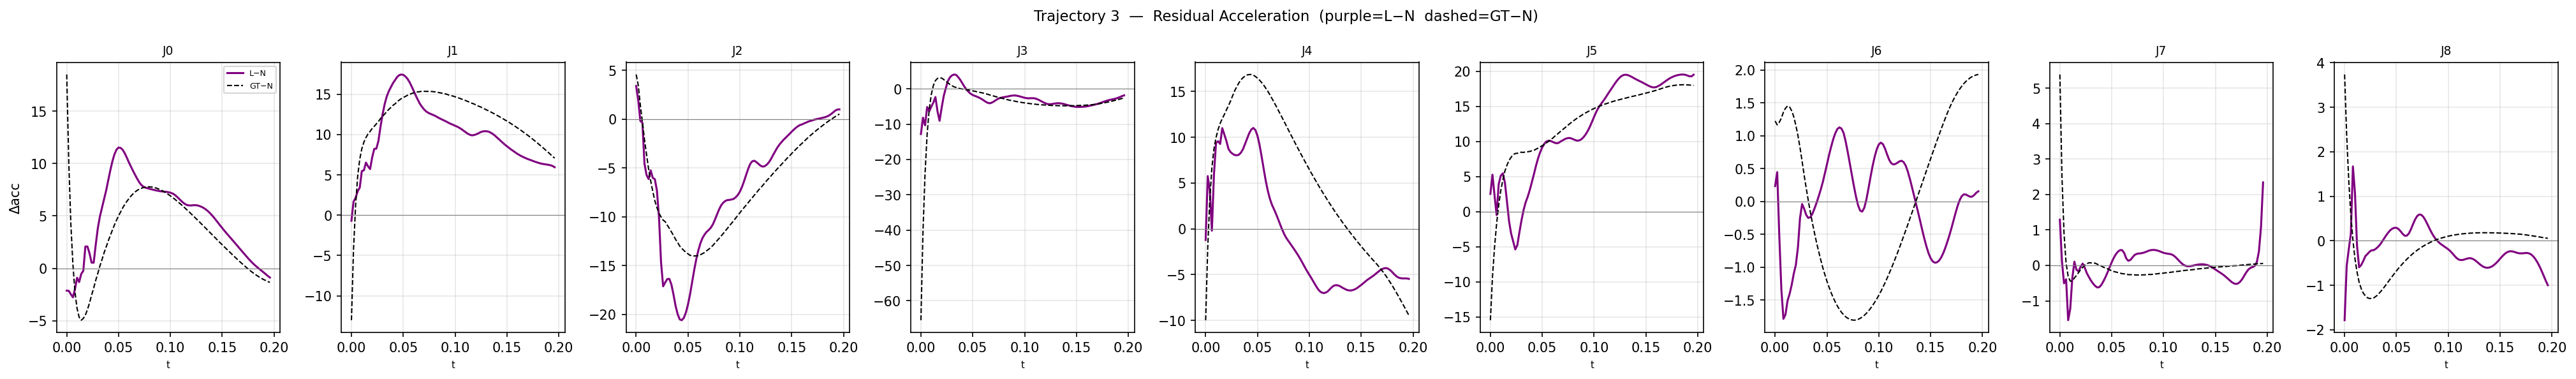 Trajectory 3 — Residual Acceleration (purple=L−N dashed=GT−N)
J0 J1 J2 J3 J4 J5 J6 J7 J8
L−N
GT−N
Δacc
15 10 5 0 −5
15 10 5 0 −5 −10
5 0 −5 −10 −15 −20
0 −10 −20 −30 −40 −50 −60
15 10 5 0 −5 −10
20 15 10 5 0 −5 −10 −15
2.0 1.5 1.0 0.5 0.0 −0.5 −1.0 −1.5
5 4 3 2 1 0 −1
4 3 2 1 0 −1 −2
0.00 0.05 0.10 0.15 0.20 0.00 0.05 0.10 0.15 0.20 0.00 0.05 0.10 0.15 0.20 0.00 0.05 0.10 0.15 0.20 0.00 0.05 0.10 0.15 0.20 0.00 0.05 0.10 0.15 0.20 0.00 0.05 0.10 0.15 0.20 0.00 0.05 0.10 0.15 0.20 0.00 0.05 0.10 0.15 0.20
t t t t t t t t t